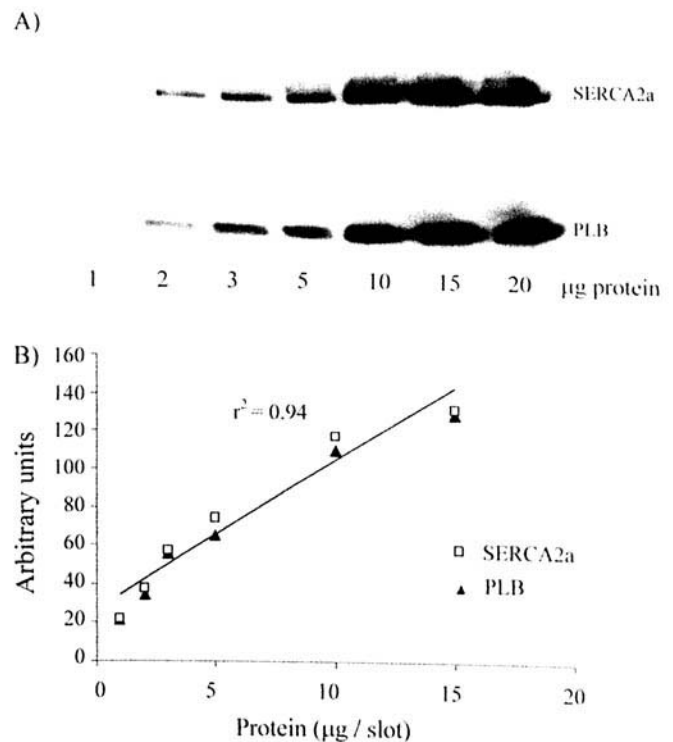 A)
SERCA2a
PLB
1 2 3 5 10 15 20 µg protein
B)
160
140
120
100
80
60
40
20
0
r² = 0.94
SERCA2a
PLB
0 5 10 15 20
Arbitrary units
Protein (µg / slot)